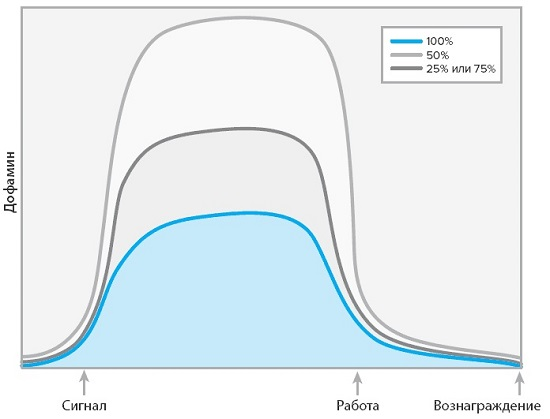 100%
50%
25% или 75%
Дофамин
Сигнал
Работа
Вознаграждение